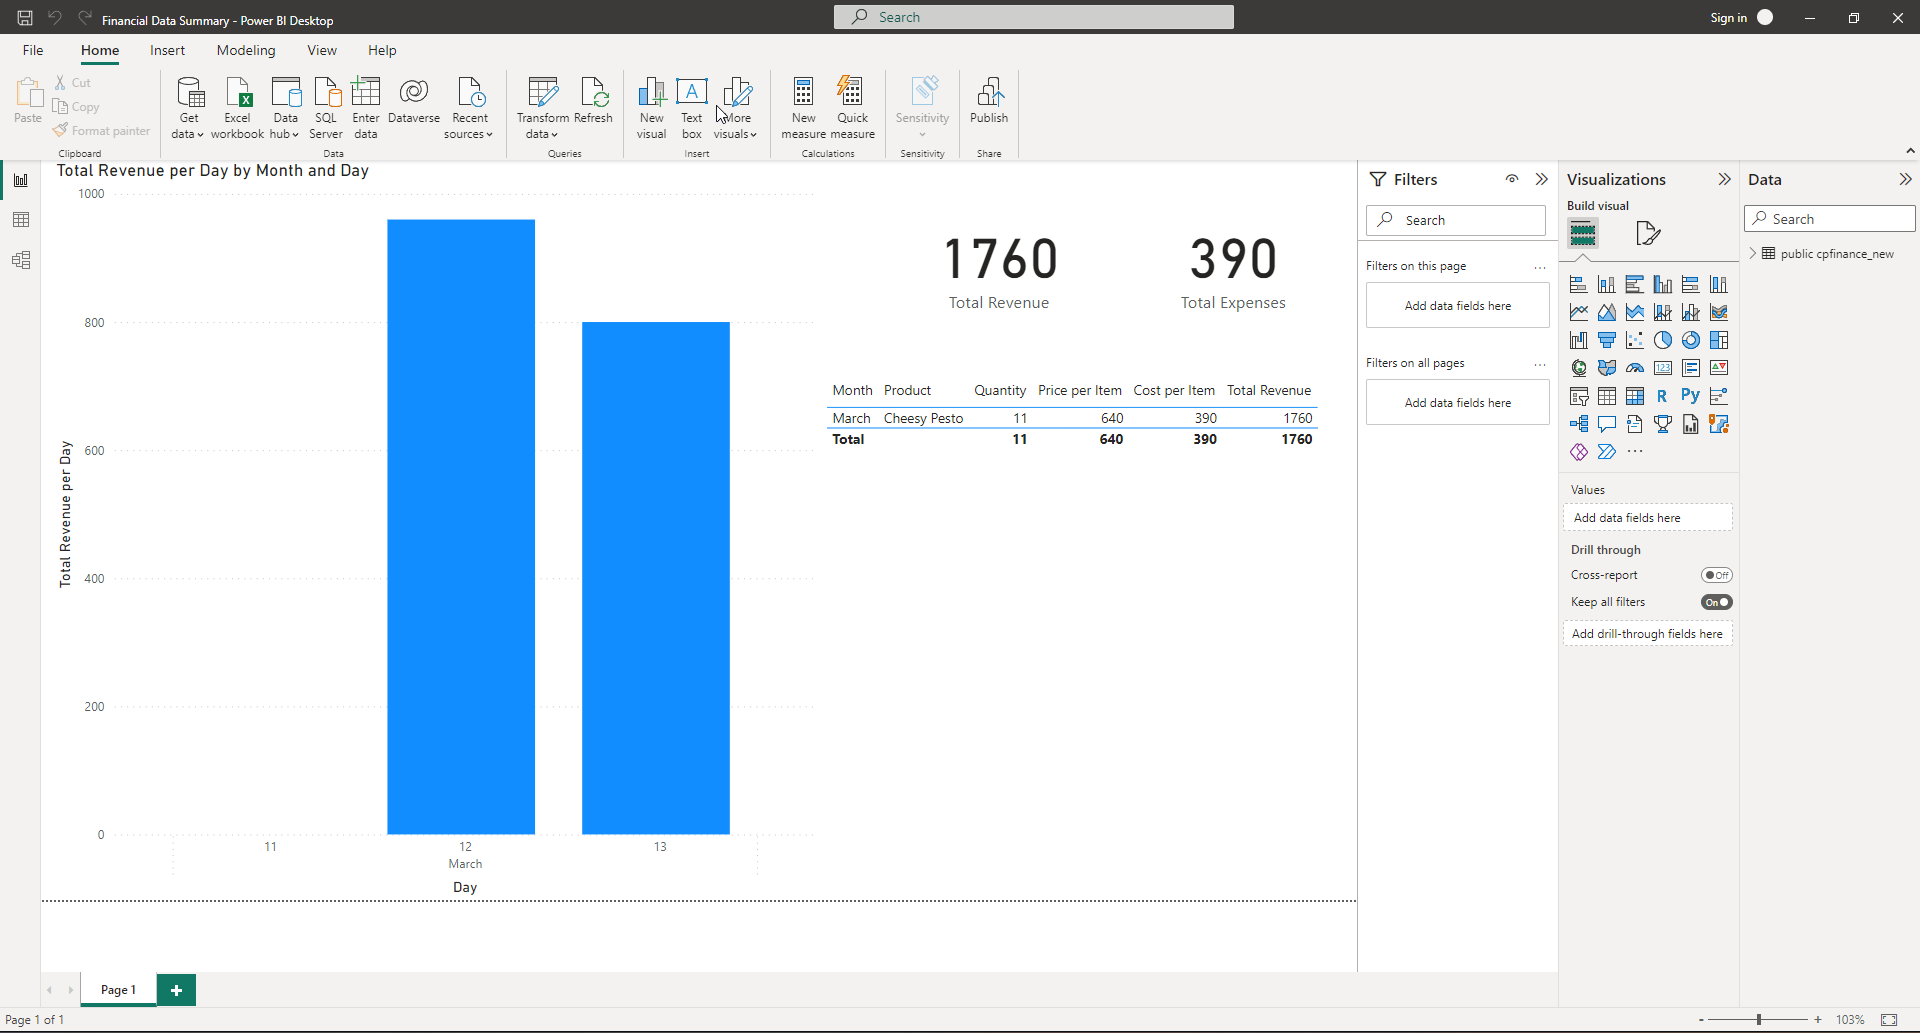 Financial Data Summary - Power BI Desktop
Search
Sign in
File Home Insert Modeling View Help
Paste
Cut
Copy
Format painter
Clipboard
Get data
Excel workbook
Data hub
SQL Server
Enter data
Dataverse
Recent sources
Data
Transform data
Refresh
Queries
New visual
Text box
More visuals
Insert
New measure
Quick measure
Calculations
Sensitivity
Sensitivity
Publish
Share
Total Revenue per Day by Month and Day
1000
800
600
400
200
0
Total Revenue per Day
11 12 13
March
Day
1760
Total Revenue
390
Total Expenses
Month Product Quantity Price per Item Cost per Item Total Revenue
March Cheesy Pesto 11 640 390 1760
Total 11 640 390 1760
Filters
Search
Filters on this page ...
Add data fields here
Filters on all pages ...
Add data fields here
Visualizations
Build visual
123
R Py
...
Values
Add data fields here
Drill through
Cross-report Off
Keep all filters On
Add drill-through fields here
Data
Search
public cpfinance_new
Page 1 +
Page 1 of 1
- + 103%